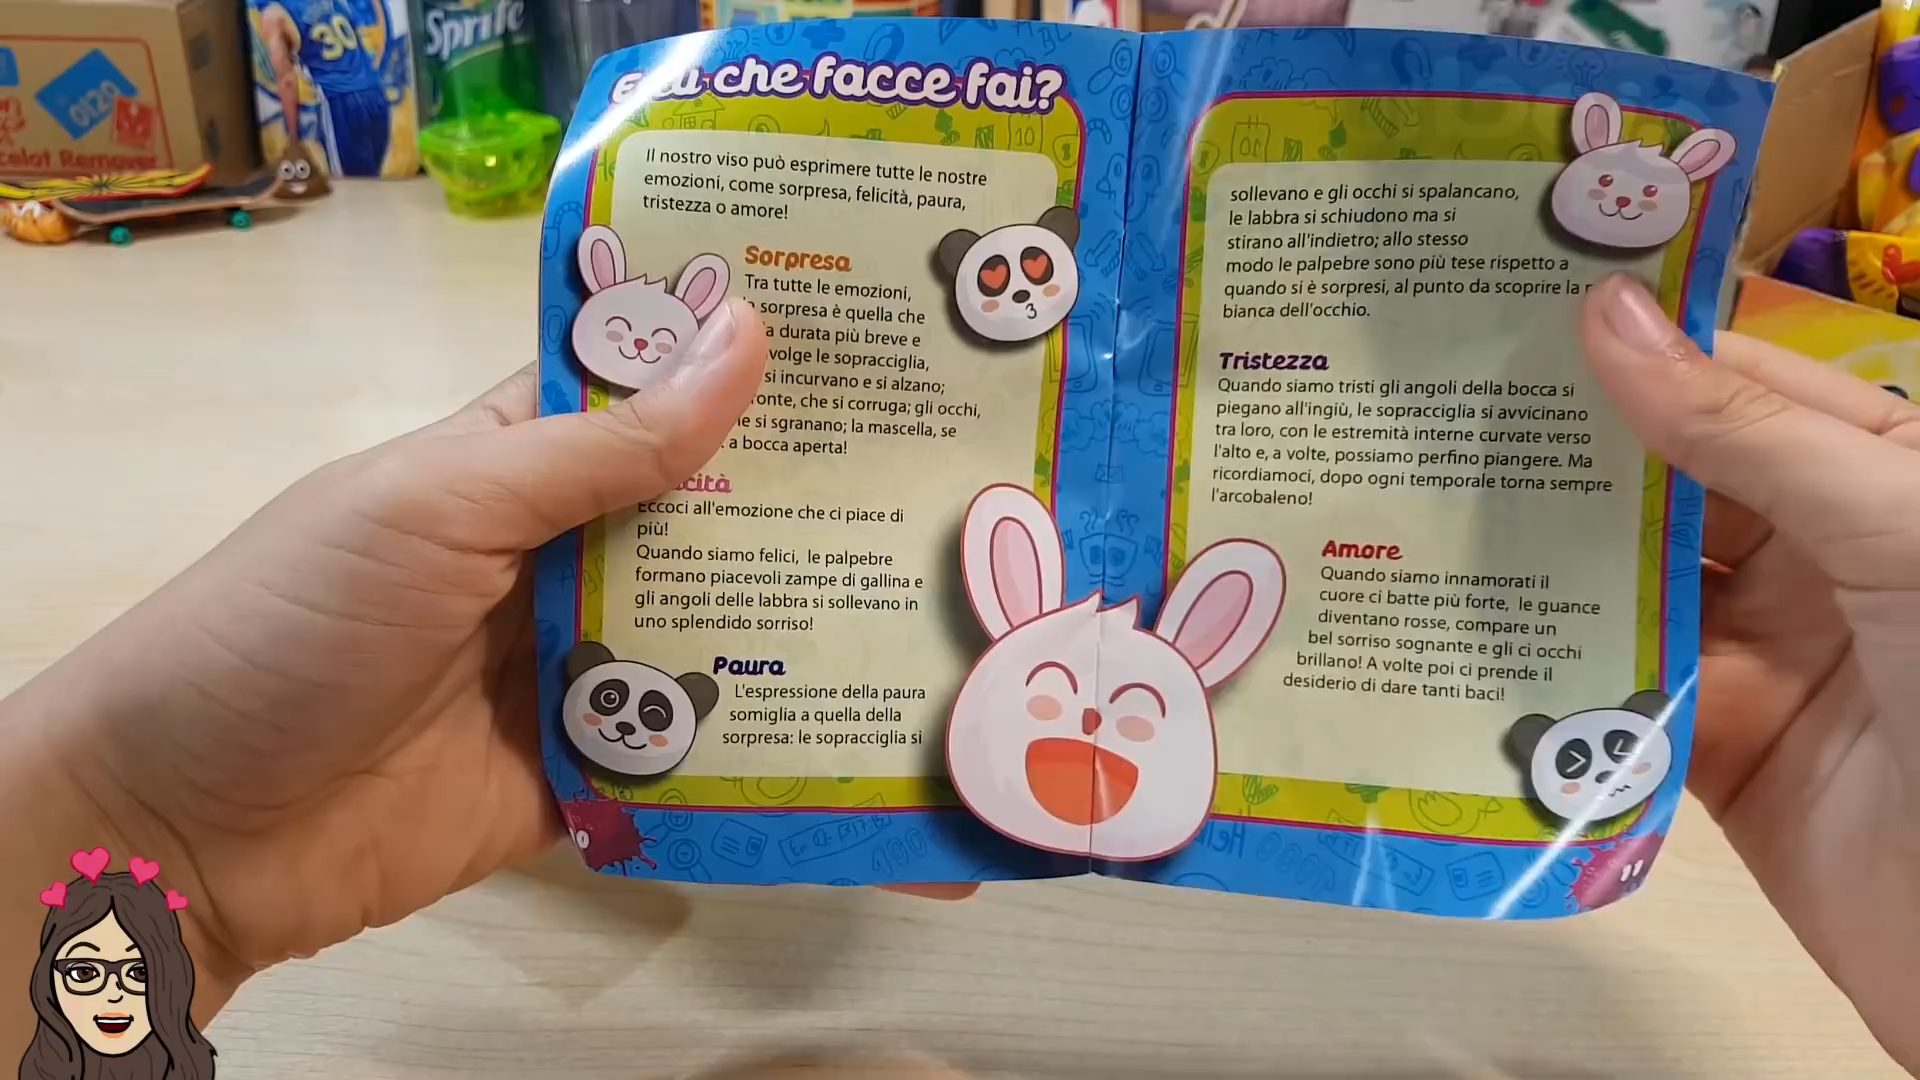 che facce fai?
Il nostro viso può esprimere tutte le nostre
emozioni, come sorpresa, felicità, paura,
tristezza o amore!
Sorpresa
Tra tutte le emozioni,
sorpresa è quella che
durata più breve e
le sopracciglia,
si incurvano e si alzano;
che si corruga; gli occhi,
si sgranano; la mascella, se
a bocca aperta!
Eccoci all'emozione che ci piace di
più!
Quando siamo felici, le palpebre
formano piacevoli zampe di gallina e
gli angoli delle labbra si sollevano in
uno splendido sorriso!
Paura
L'espressione della paura
somiglia a quella della
sorpresa: le sopracciglia si
sollevano e gli occhi si spalancano,
le labbra si schiudono ma si
stirano all'indietro; allo stesso
modo le palpebre sono più tese rispetto a
quando si è sorpresi, al punto da scoprire la
bianca dell'occhio.
Tristezza
Quando siamo tristi gli angoli della bocca si
piegano all'ingiù, le sopracciglia si avvicinano
tra loro, con le estremità interne curvate verso
l'alto e, a volte, possiamo perfino piangere. Ma
ricordiamoci, dopo ogni temporale torna sempre
l'arcobaleno!
Amore
Quando siamo innamorati il
cuore ci batte più forte, le guance
diventano rosse, compare un
bel sorriso sognante e gli ci occhi
brillano! A volte poi ci prende il
desiderio di dare tanti baci!
11
Sprite
30
0120
Remover